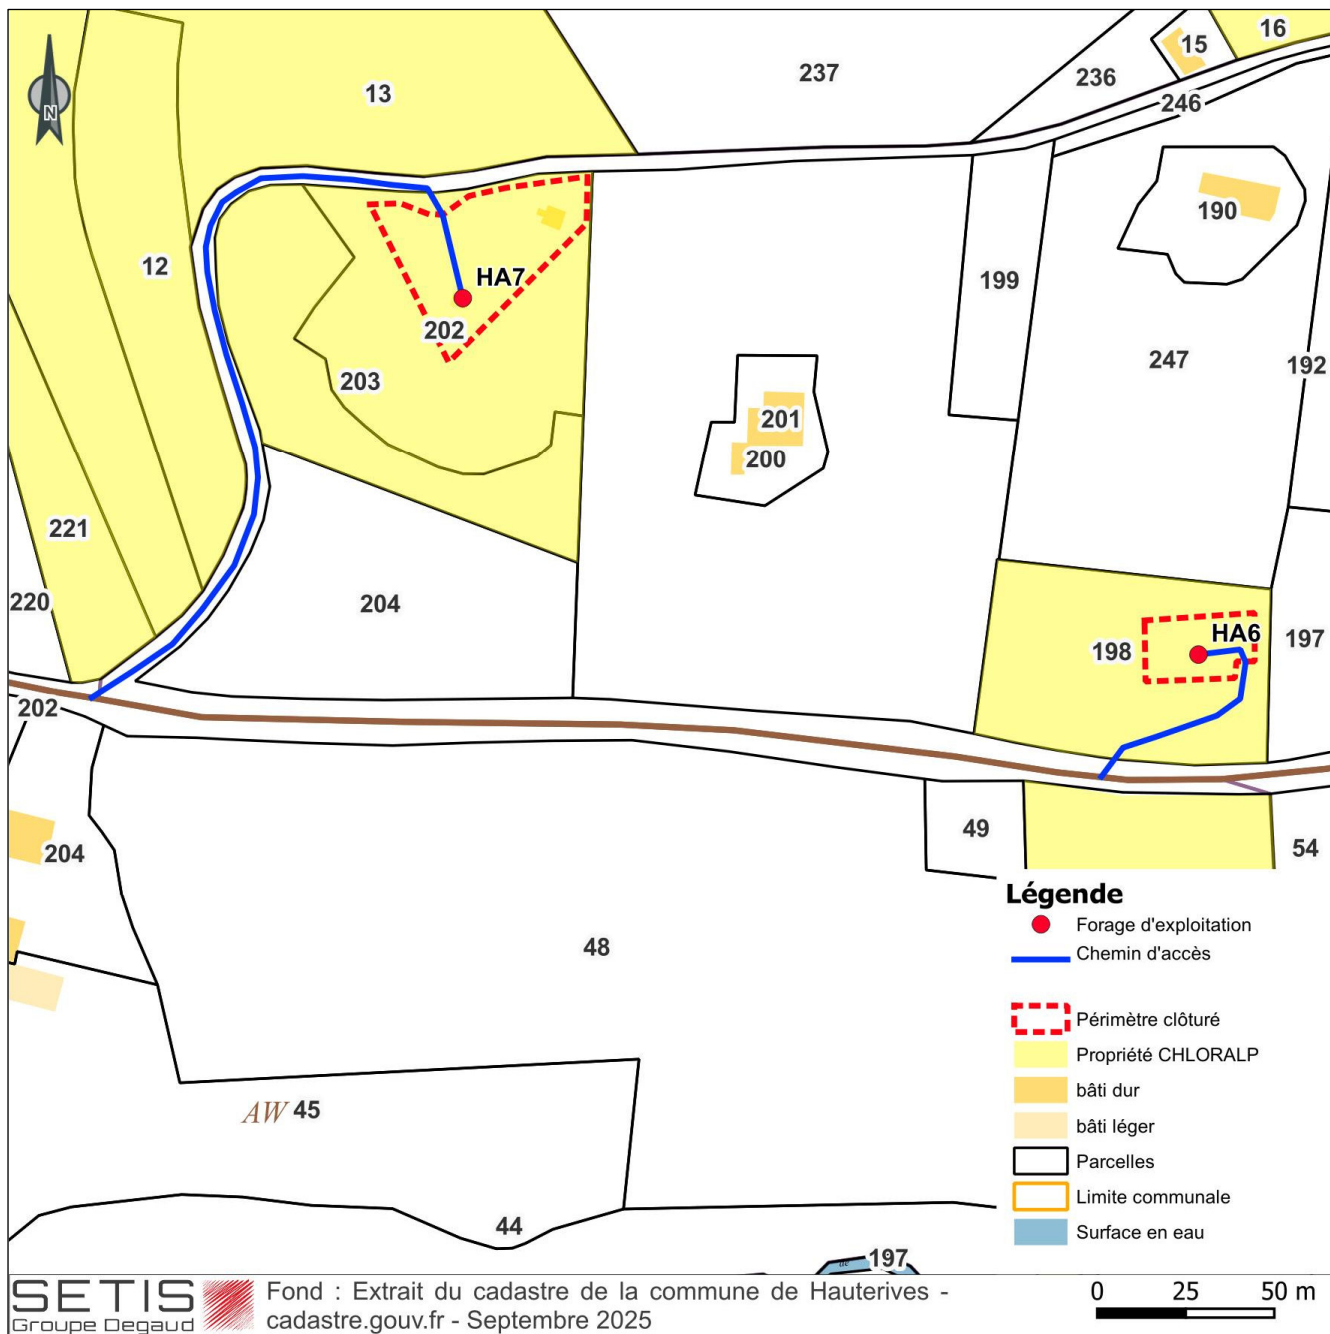 16
15
13
237
236
246
N
190
12
HA7
199
202
247
192
203
201
200
221
220
204
HA6
198
197
202
49
54
204
Légende
Forage d'exploitation
48
Chemin d'accès
Périmètre clôturé
Propriété CHLORALP
bâti dur
AW 45
bâti léger
Parcelles
Limite communale
44
Surface en eau
de
197
SETIS
Groupe Degaud
Fond : Extrait du cadastre de la commune de Hauterives -
cadastre.gouv.fr - Septembre 2025
0 25 50 m